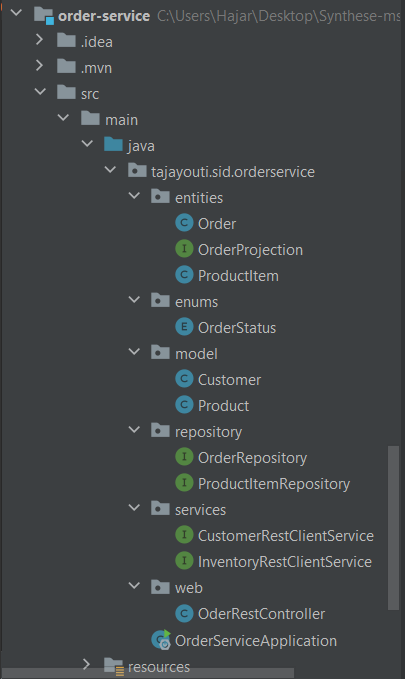 order-service C:\Users\Hajar\Desktop\Synthese-ms
.idea
.mvn
src
main
java
tajayouti.sid.orderservice
entities
C Order
I OrderProjection
C ProductItem
enums
E OrderStatus
model
C Customer
C Product
repository
I OrderRepository
I ProductItemRepository
services
I CustomerRestClientService
I InventoryRestClientService
web
C OderRestController
OrderServiceApplication
resources